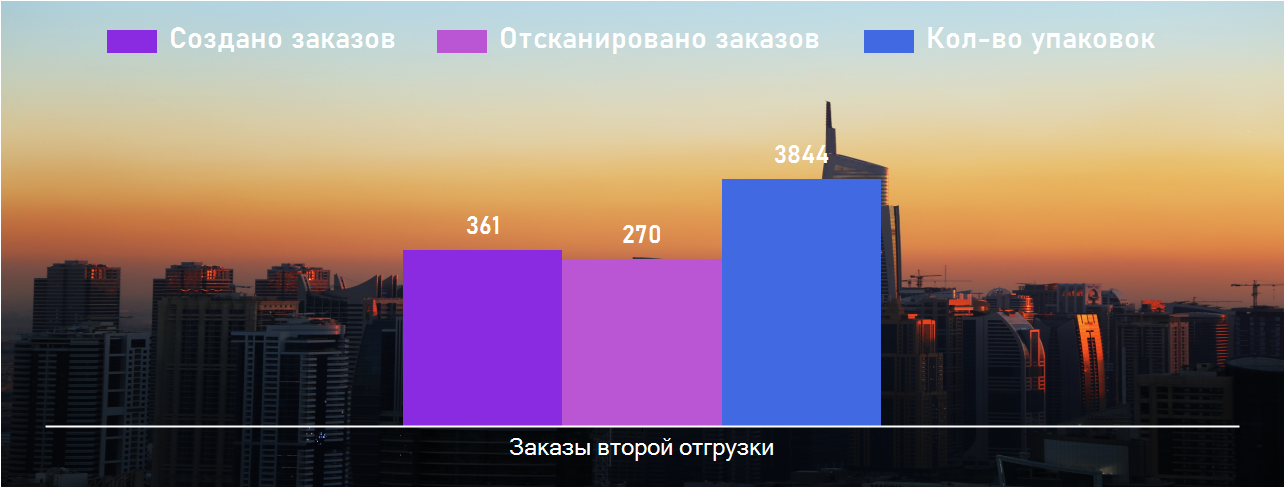 Создано заказов
Отсканировано заказов
Кол-во упаковок
3844
361
270
Заказы второй отгрузки